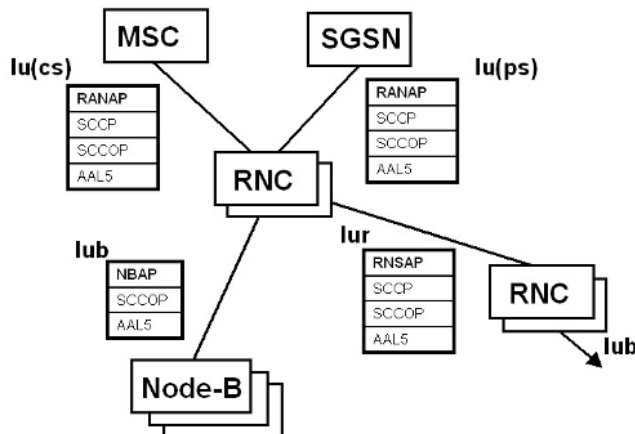 MSC
SGSN
Iu(cs)
Iu(ps)
RANAP
SCCP
SCCOP
AAL5
RANAP
SCCP
SCCOP
AAL5
RNC
Iub
Iur
NBAP
SCCOP
AAL5
RNSAP
SCCP
SCCOP
AAL5
RNC
Iub
Node-B